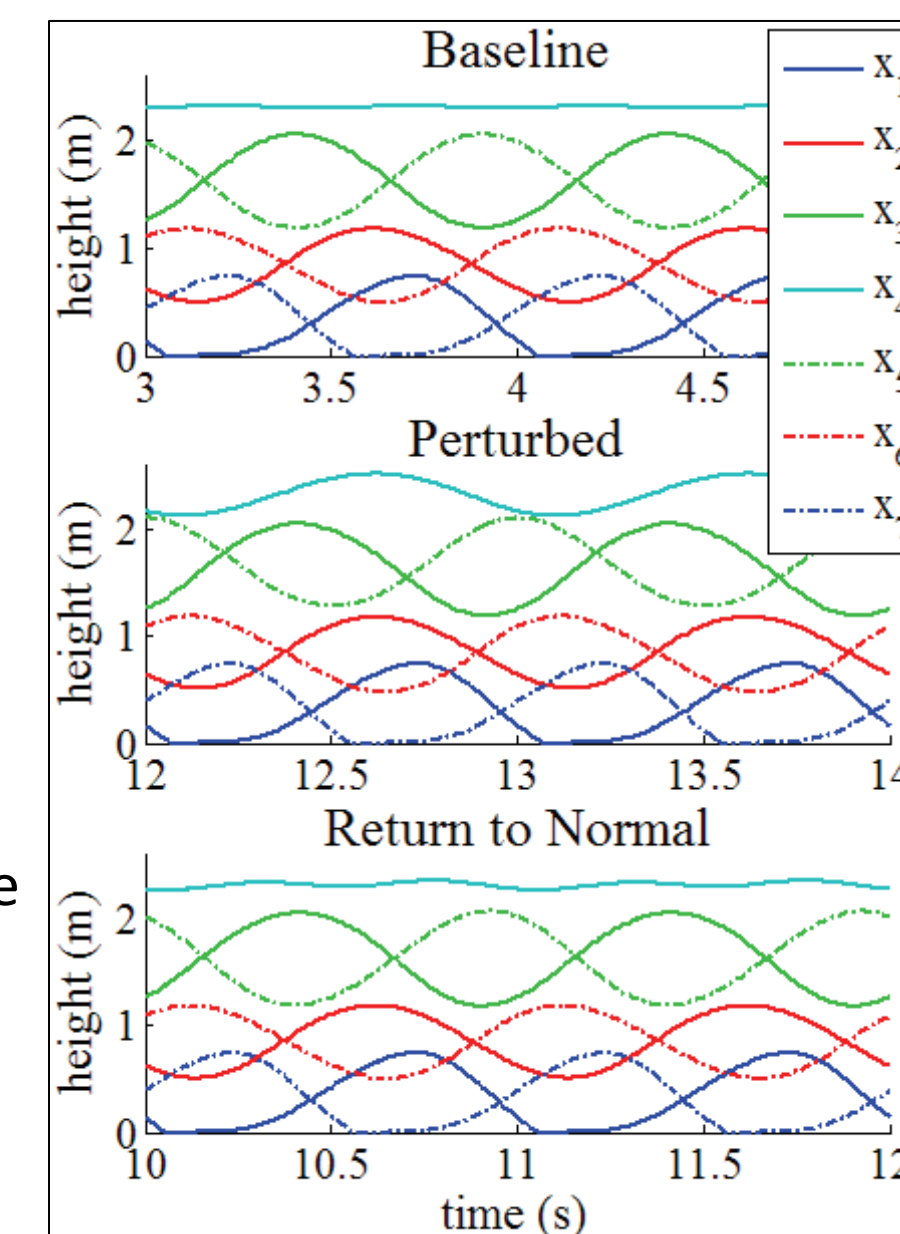 Baseline
height (m)
2
1
0
3
3.5
4
4.5
x
x
x
x
x
x
x
Perturbed
height (m)
2
1
0
12
12.5
13
13.5
Return to Normal
height (m)
2
1
0
10
10.5
11
11.5
time (s)
e